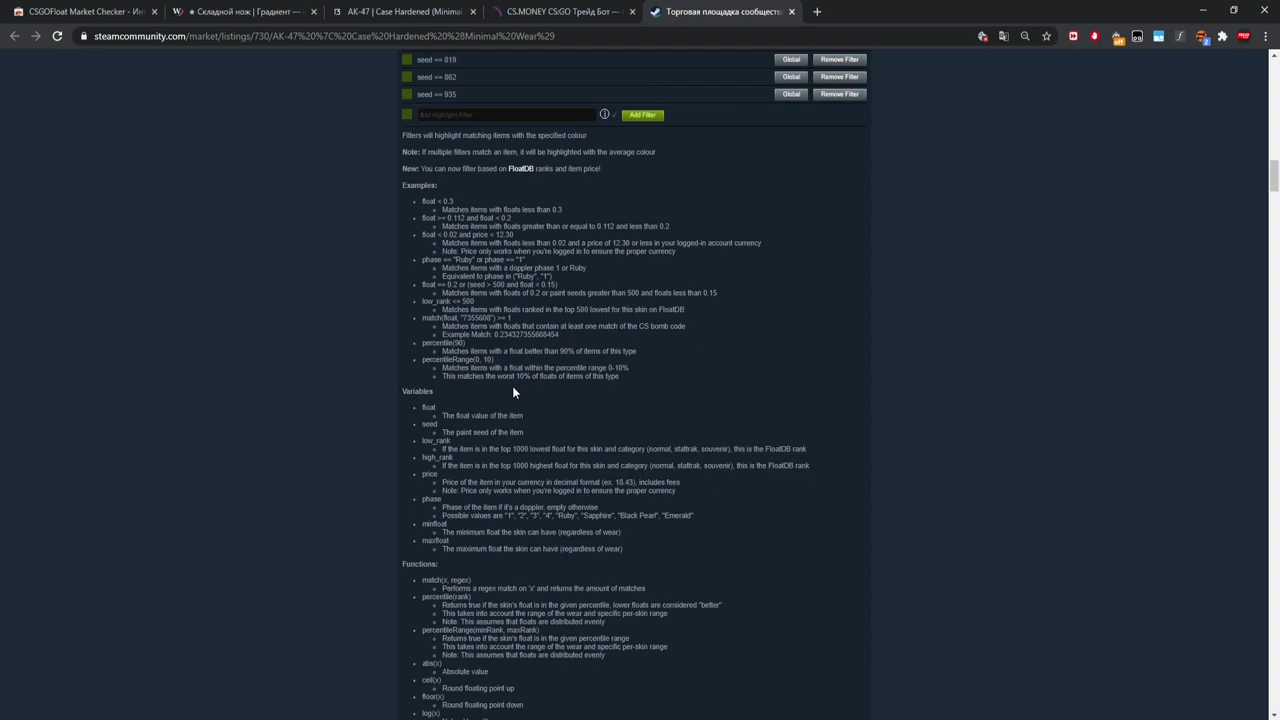 CSGOFloat Market Checker - Ин
★ Складной нож | Градиент —
AK-47 | Case Hardened - Minimal
CS.MONEY CSGO Трейд Бот - Е
Торговая площадка сообществ
steamcommunity.com/market/listings/730/AK-47%20%7C%20Case%20Hardened%20%28Minimal%20Wear%29
seed == 819
Global
Remove Filter
seed == 862
Global
Remove Filter
seed == 935
Global
Remove Filter
Add Highlight Filter
Add Filter
Filters will highlight matching items with the specified colour
Note: If multiple filters match an item, it will be highlighted with the average colour
New: You can now filter based on FloatDB ranks and item price!
Examples:
float < 0.3
Matches items with floats less than 0.3
float >= 0.112 and float < 0.2
Matches items with floats greater than or equal to 0.112 and less than 0.2
float < 0.02 and price < 12.30
Matches items with floats less than 0.02 and a price of 12.30 or less in your logged-in account currency
Note: Price only works when you're logged in to ensure the proper currency
phase == "Ruby" or phase == "1"
Matches items with a doppler phase 1 or Ruby
Equivalent to phase in ("Ruby", "1")
float == 0.2 or (seed > 500 and float < 0.15)
Matches items with floats of 0.2 or paint seeds greater than 500 and floats less than 0.15
low_rank <= 500
Matches items with floats ranked in the top 500 lowest for this skin on FloatDB
match(float, "7355608") >= 1
Matches items with floats that contain at least one match of the CS bomb code
Example Match: 0.234327355608454
percentile(90)
Matches items with a float better than 90% of items of this type
percentileRange(0, 10)
Matches items with a float within the percentile range 0-10%
This matches the worst 10% of floats of items of this type
Variables
float
The float value of the item
seed
The paint seed of the item
low_rank
If the item is in the top 1000 lowest float for this skin and category (normal, stattrak, souvenir), this is the FloatDB rank
high_rank
If the item is in the top 1000 highest float for this skin and category (normal, stattrak, souvenir), this is the FloatDB rank
price
Price of the item in your currency in decimal format (ex. 18.43), includes fees
Note: Price only works when you're logged in to ensure the proper currency
phase
Phase of the item if it's a doppler, empty otherwise
Possible values are "1", "2", "3", "4", "Ruby", "Sapphire", "Black Pearl", "Emerald"
minfloat
The minimum float the skin can have (regardless of wear)
maxfloat
The maximum float the skin can have (regardless of wear)
Functions:
match(x, regex)
Performs a regex match on 'x' and returns the amount of matches
percentile(rank)
Returns true if the skin's float is in the given percentile, lower floats are considered "better"
This takes into account the range of the wear and specific per-skin range
Note: This assumes that floats are distributed evenly
percentileRange(minRank, maxRank)
Returns true if the skin's float is in the given percentile range
This takes into account the range of the wear and specific per-skin range
Note: This assumes that floats are distributed evenly
abs(x)
Absolute value
ceil(x)
Round floating point up
floor(x)
Round floating point down
log(x)